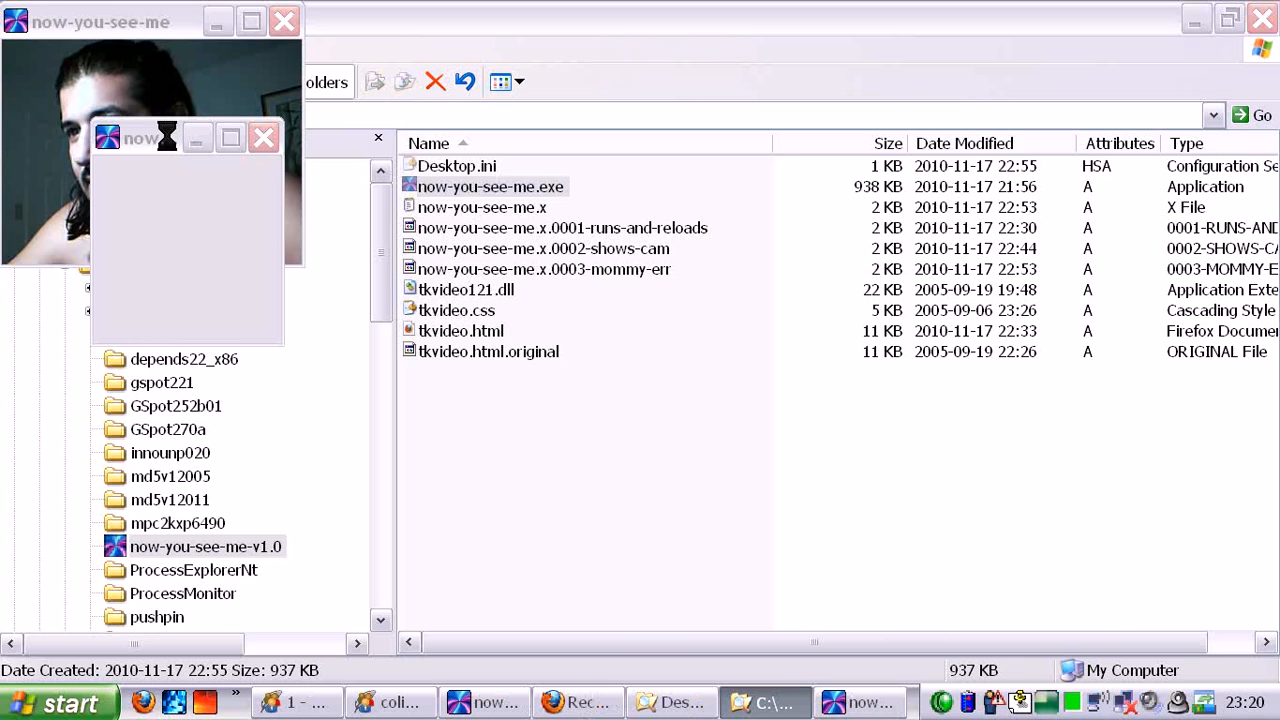 now-you-see-me
now
olders
Go
Name Size Date Modified Attributes Type
Desktop.ini 1 KB 2010-11-17 22:55 HSA Configuration Se
now-you-see-me.exe 938 KB 2010-11-17 21:56 A Application
now-you-see-me.x 2 KB 2010-11-17 22:53 A X File
now-you-see-me.x.0001-runs-and-reloads 2 KB 2010-11-17 22:30 A 0001-RUNS-AND
now-you-see-me.x.0002-shows-cam 2 KB 2010-11-17 22:44 A 0002-SHOWS-CA
now-you-see-me.x.0003-mommy-err 2 KB 2010-11-17 22:53 A 0003-MOMMY-E
tkvideo121.dll 22 KB 2005-09-19 19:48 A Application Exte
tkvideo.css 5 KB 2005-09-06 23:26 A Cascading Style
tkvideo.html 11 KB 2010-11-17 22:33 A Firefox Documen
tkvideo.html.original 11 KB 2005-09-19 22:26 A ORIGINAL File
depends22_x86
gspot221
GSpot252b01
GSpot270a
innounp020
md5v12005
md5v12011
mpc2kxp6490
now-you-see-me-v1.0
ProcessExplorerNt
ProcessMonitor
pushpin
Date Created: 2010-11-17 22:55 Size: 937 KB 937 KB My Computer
start » 1 - ... coli... now... Rec... Des... C:\... now... 23:20